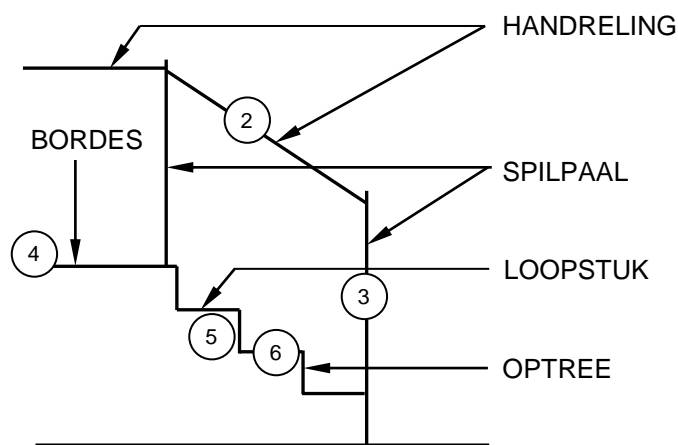 HANDRELING
2
BORDES
SPILPAAL
4
LOOPSTUK
3
5
6
OPTREE